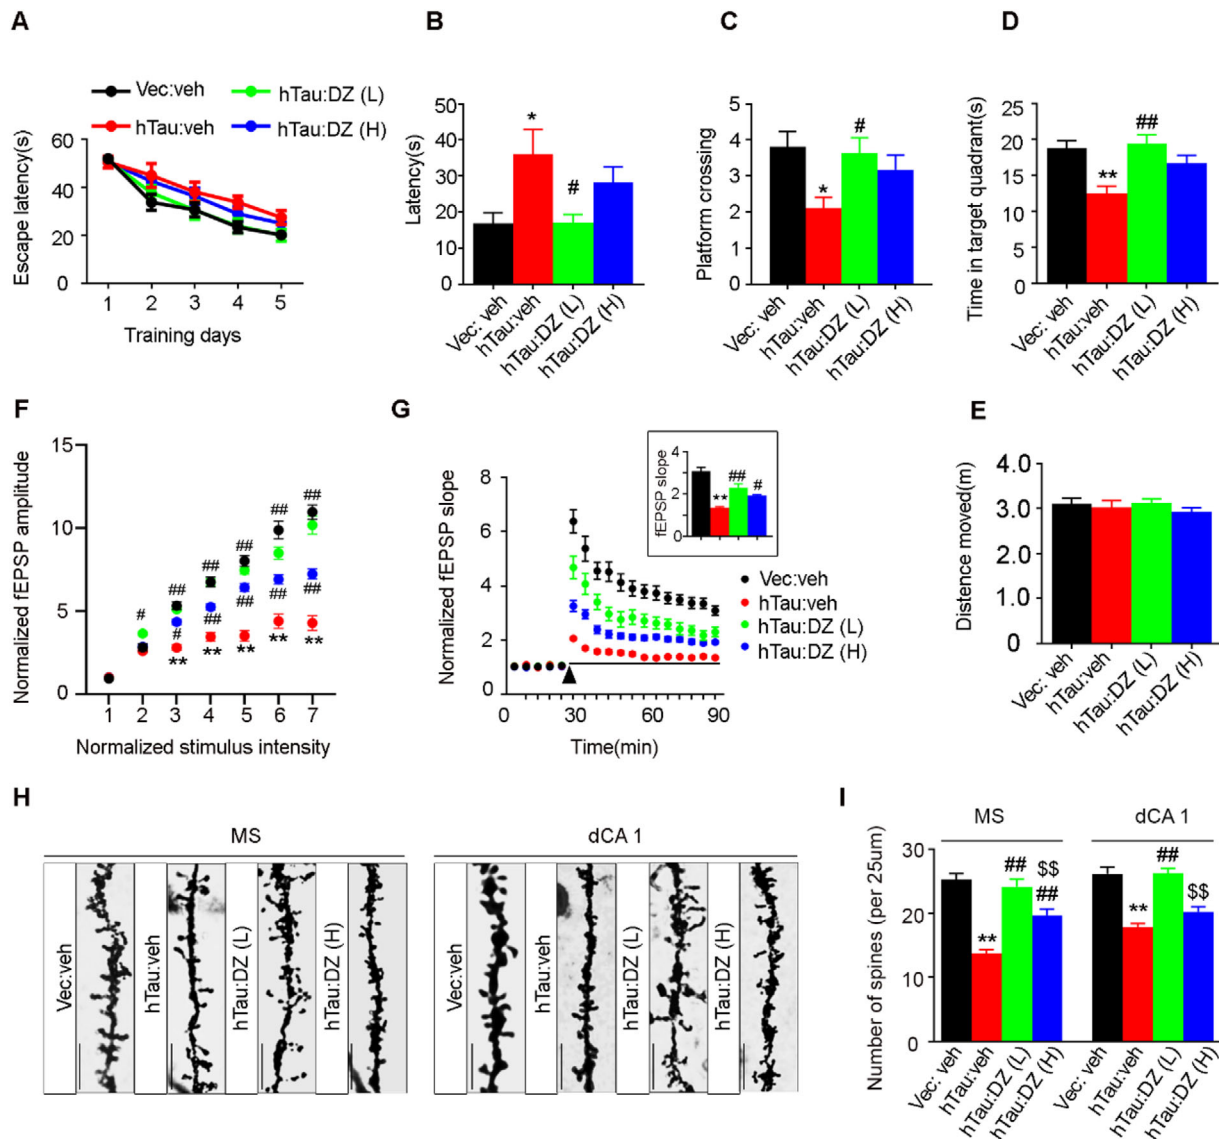 A
Vec:veh
hTau:DZ (L)
hTau:veh
hTau:DZ (H)
Escape latency(s)
60
40
20
0
1 2 3 4 5
Training days
B
Latency(s)
50
40
30
20
10
0
*
#
Vec: veh
hTau:veh
hTau:DZ (L)
hTau:DZ (H)
C
Platform crossing
5
4
3
2
1
0
*
#
Vec: veh
hTau:veh
hTau:DZ (L)
hTau:DZ (H)
D
Time in target quadrant(s)
25
20
15
10
5
0
**
##
Vec: veh
hTau:veh
hTau:DZ (L)
hTau:DZ (H)
F
Normalized fEPSP amplitude
15
10
5
0
# ## ## ## ## ##
# ## ## ## ##
** ** ** ** **
1 2 3 4 5 6 7
Normalized stimulus intensity
G
Normalized fEPSP slope
8
6
4
2
0
fEPSP slope
4
2
0
** ## #
Vec:veh
hTau:veh
hTau:DZ (L)
hTau:DZ (H)
0 30 60 90
Time(min)
E
Distence moved(m)
4.0
3.0
2.0
1.0
0
Vec: veh
hTau:veh
hTau:DZ (L)
hTau:DZ (H)
H
MS
dCA 1
Vec:veh
hTau:veh
hTau:DZ (L)
hTau:DZ (H)
Vec:veh
hTau:veh
hTau:DZ (L)
hTau:DZ (H)
I
MS
dCA 1
Number of spines (per 25um)
30
20
10
0
**
##
$$
##
**
##
$$
Vec: veh
hTau:veh
hTau:DZ (L)
hTau:DZ (H)
Vec: veh
hTau:veh
hTau:DZ (L)
hTau:DZ (H)